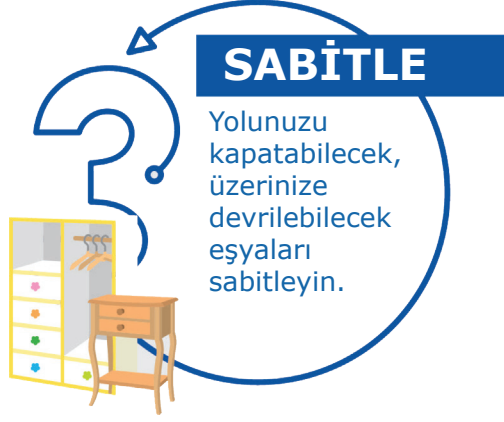 SABİTLE
Yolunuzu
kapatabilecek,
üzerinize
devrilebilecek
eşyaları
sabitleyin.